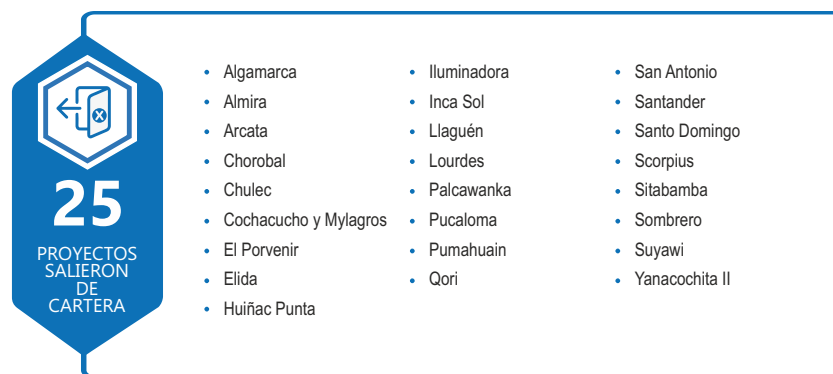 25
PROYECTOS
SALIERON
DE
CARTERA
• Algamarca
• Almira
• Arcata
• Chorobal
• Chulec
• Cochacucho y Mylagros
• El Porvenir
• Elida
• Huiñac Punta
• Iluminadora
• Inca Sol
• Llaguén
• Lourdes
• Palcawanka
• Pucaloma
• Pumahuain
• Qori
• San Antonio
• Santander
• Santo Domingo
• Scorpius
• Sitabamba
• Sombrero
• Suyawi
• Yanacochita II